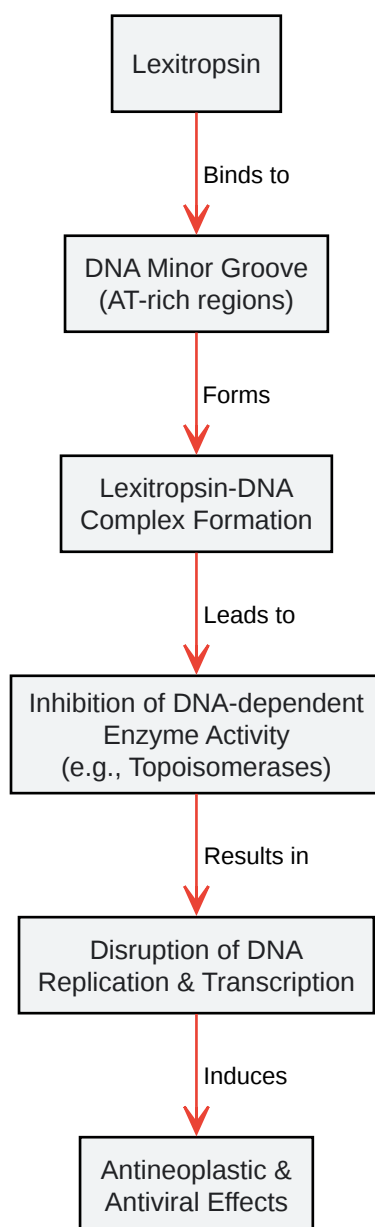 Lexitropsin
Binds to
DNA Minor Groove
(AT-rich regions)
Forms
Lexitropsin-DNA
Complex Formation
Leads to
Inhibition of DNA-dependent
Enzyme Activity
(e.g., Topoisomerases)
Results in
Disruption of DNA
Replication & Transcription
Induces
Antineoplastic &
Antiviral Effects